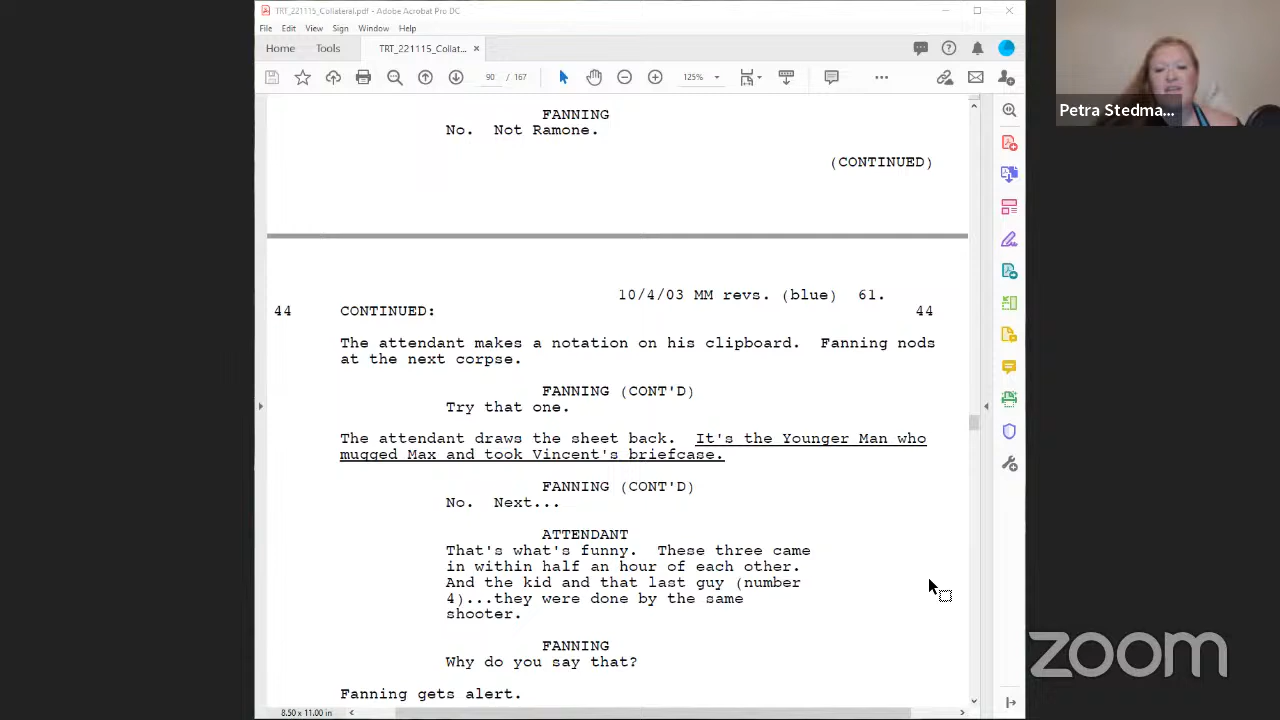 TRT_221115_Collateral.pdf - Adobe Acrobat Pro DC
File Edit View Sign Window Help
Home Tools TRT_221115_Collat... ×
90 / 167 125%
FANNING
No. Not Ramone.
(CONTINUED)
10/4/03 MM revs. (blue) 61.
44 CONTINUED: 44
The attendant makes a notation on his clipboard. Fanning nods
at the next corpse.
FANNING (CONT'D)
Try that one.
The attendant draws the sheet back. It's the Younger Man who
mugged Max and took Vincent's briefcase.
FANNING (CONT'D)
No. Next...
ATTENDANT
That's what's funny. These three came
in within half an hour of each other.
And the kid and that last guy (number
4)...they were done by the same
shooter.
FANNING
Why do you say that?
Fanning gets alert.
8.50 x 11.00 in
Petra Stedma...
zoom